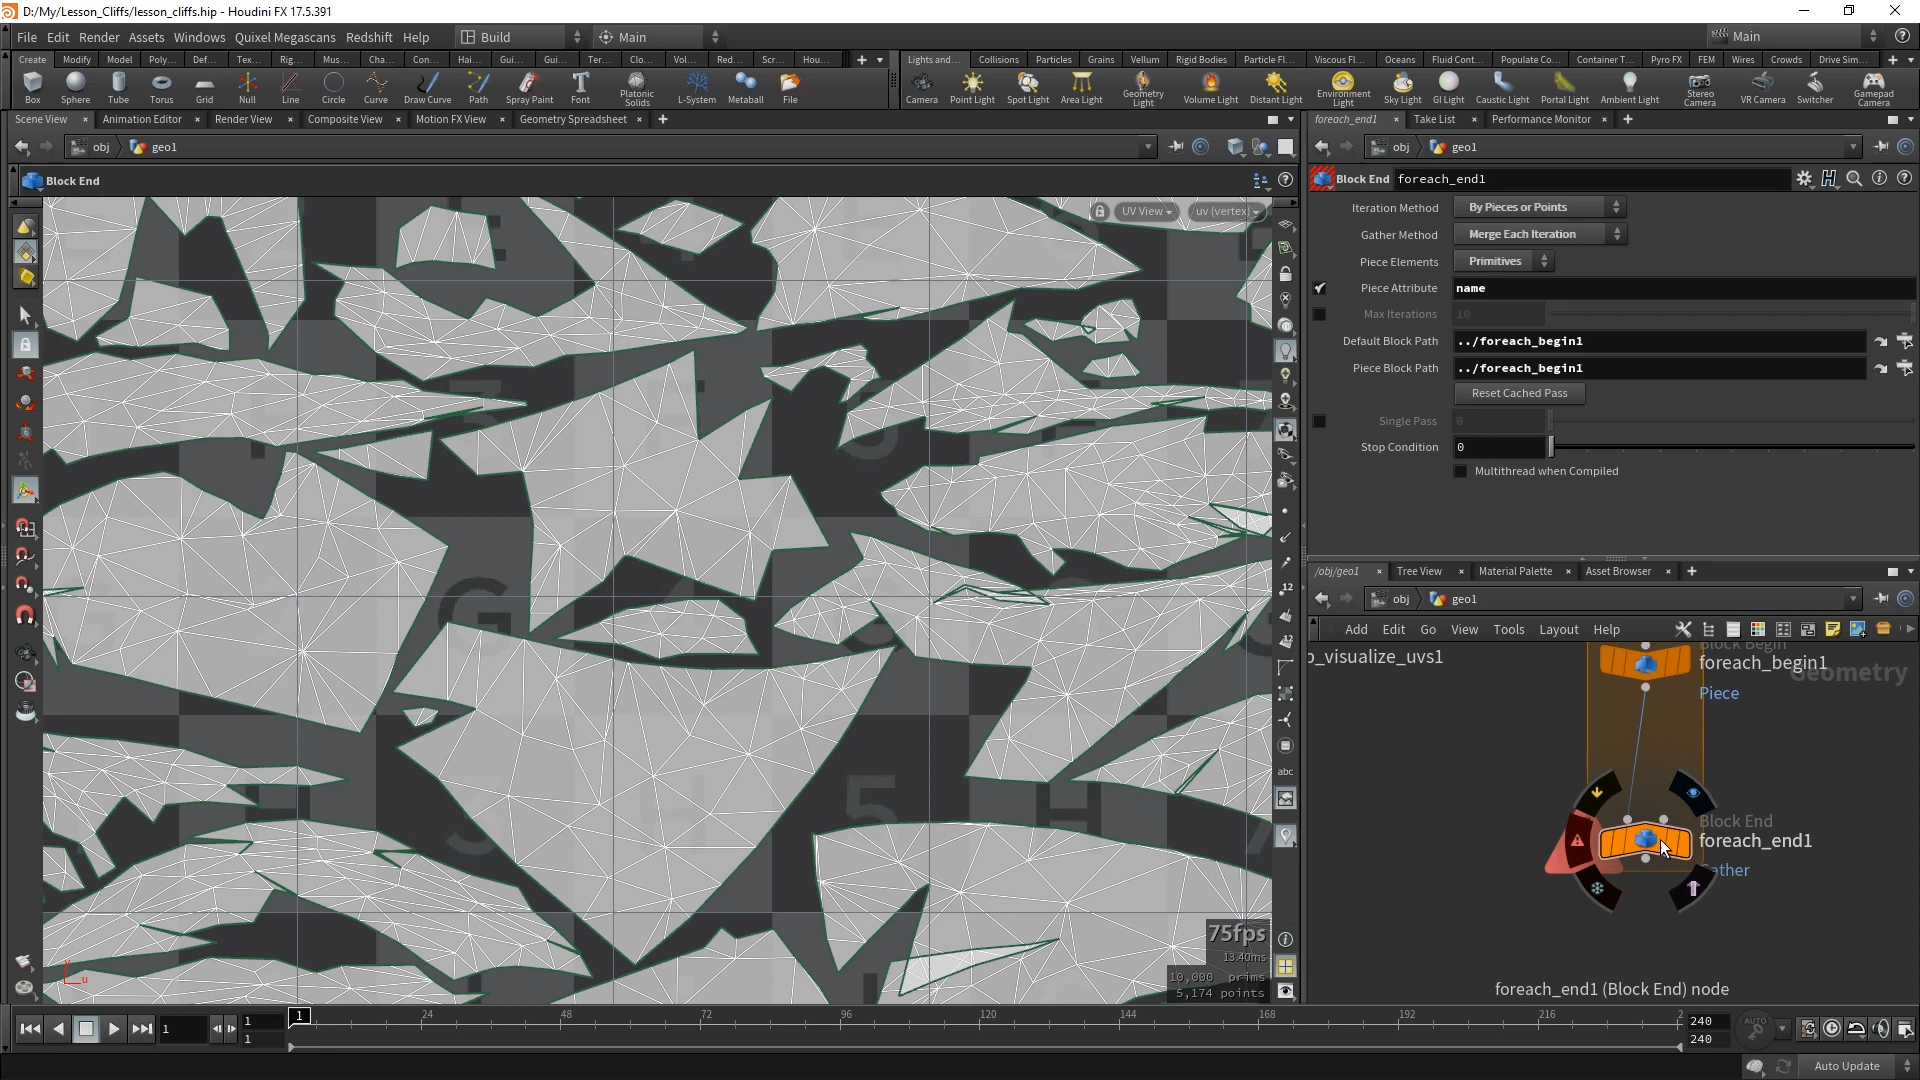 D:/My/Lesson_Cliffs/lesson_cliffs.hip - Houdini FX 17.5.391
File Edit Render Assets Windows Quixel Megascans Redshift Help Build Main Main
Create Modify Model Poly... Def... Tex... Rig... Mus... Cha... Con... Hai... Gui... Gui... Ter... Clo... Vol... Red... Scr... Hou...
Lights and... Collisions Particles Grains Vellum Rigid Bodies Particle Fl... Viscous Fl... Oceans Fluid Cont... Populate Co... Container T... Pyro FX FEM Wires Crowds Drive Sim...
Box Sphere Tube Torus Grid Null Line Circle Curve Draw Curve Path Spray Paint Font Platonic Solids L-System Metaball File
Camera Point Light Spot Light Area Light Geometry Light Volume Light Distant Light Environment Light Sky Light GI Light Caustic Light Portal Light Ambient Light Stereo Camera VR Camera Switcher Gamepad Camera
Scene View Animation Editor Render View Composite View Motion FX View Geometry Spreadsheet
obj geo1
Block End
UV View uv (vertex)
G
5
H
75fps
13.40ms
10,000 prims
5,174 points
foreach_end1 Take List Performance Monitor
obj geo1
Block End foreach_end1
Iteration Method By Pieces or Points
Gather Method Merge Each Iteration
Piece Elements Primitives
Piece Attribute name
Max Iterations 10
Default Block Path ../foreach_begin1
Piece Block Path ../foreach_begin1
Reset Cached Pass
Single Pass 0
Stop Condition 0
Multithread when Compiled
/obj/geo1 Tree View Material Palette Asset Browser
obj geo1
Add Edit Go View Tools Layout Help
o_visualize_uvs1
Block Begin
foreach_begin1
Geometry
Piece
Block End
foreach_end1
Gather
foreach_end1 (Block End) node
12
12
abc
1 1 1 1 24 48 72 96 120 144 168 192 216 2 240 240
AUTO
Auto Update